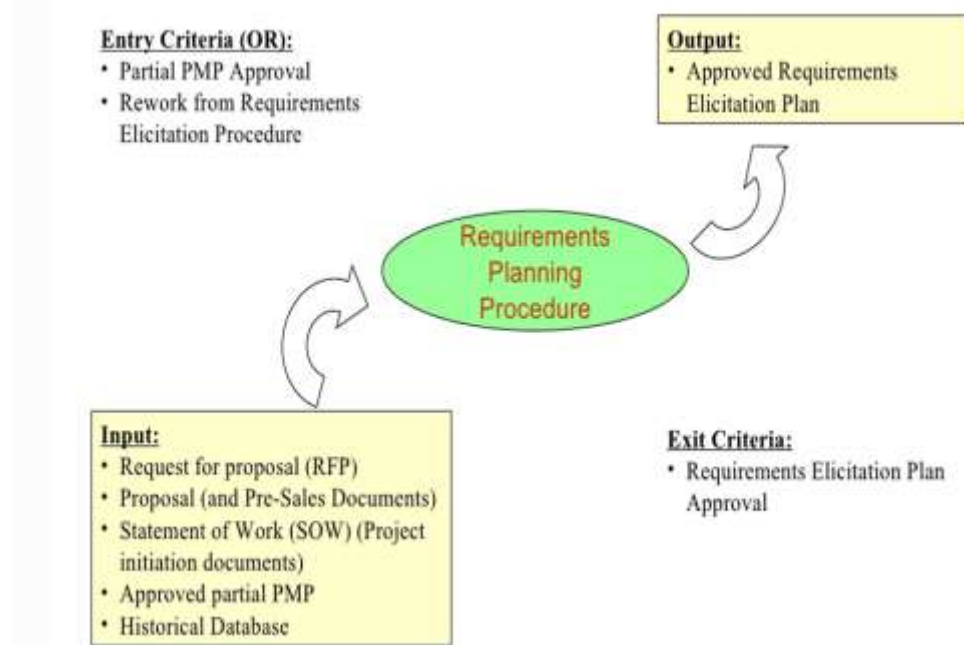 Entry Criteria (OR):
• Partial PMP Approval
• Rework from Requirements
Elicitation Procedure
Output:
• Approved Requirements
Elicitation Plan
Requirements
Planning
Procedure
Input:
• Request for proposal (RFP)
• Proposal (and Pre-Sales Documents)
• Statement of Work (SOW) (Project
initiation documents)
• Approved partial PMP
• Historical Database
Exit Criteria:
• Requirements Elicitation Plan
Approval